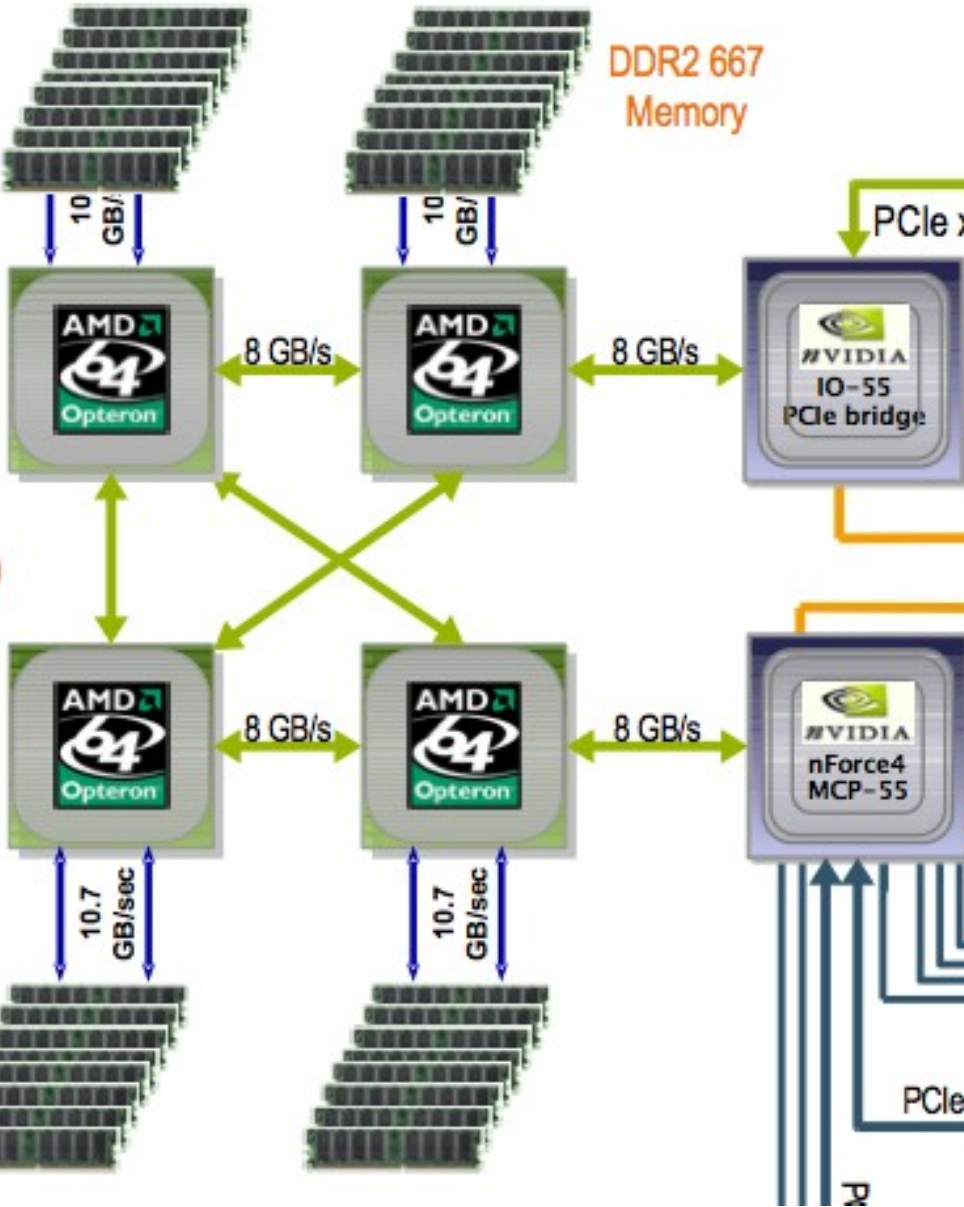 DDR2 667
Memory
10
GB/
10
GB/
PCIe x
AMD
64
Opteron
8 GB/s
AMD
64
Opteron
8 GB/s
NVIDIA
IO-55
PCIe bridge
AMD
64
Opteron
8 GB/s
AMD
64
Opteron
8 GB/s
NVIDIA
nForce4
MCP-55
10.7
GB/sec
10.7
GB/sec
PCIe